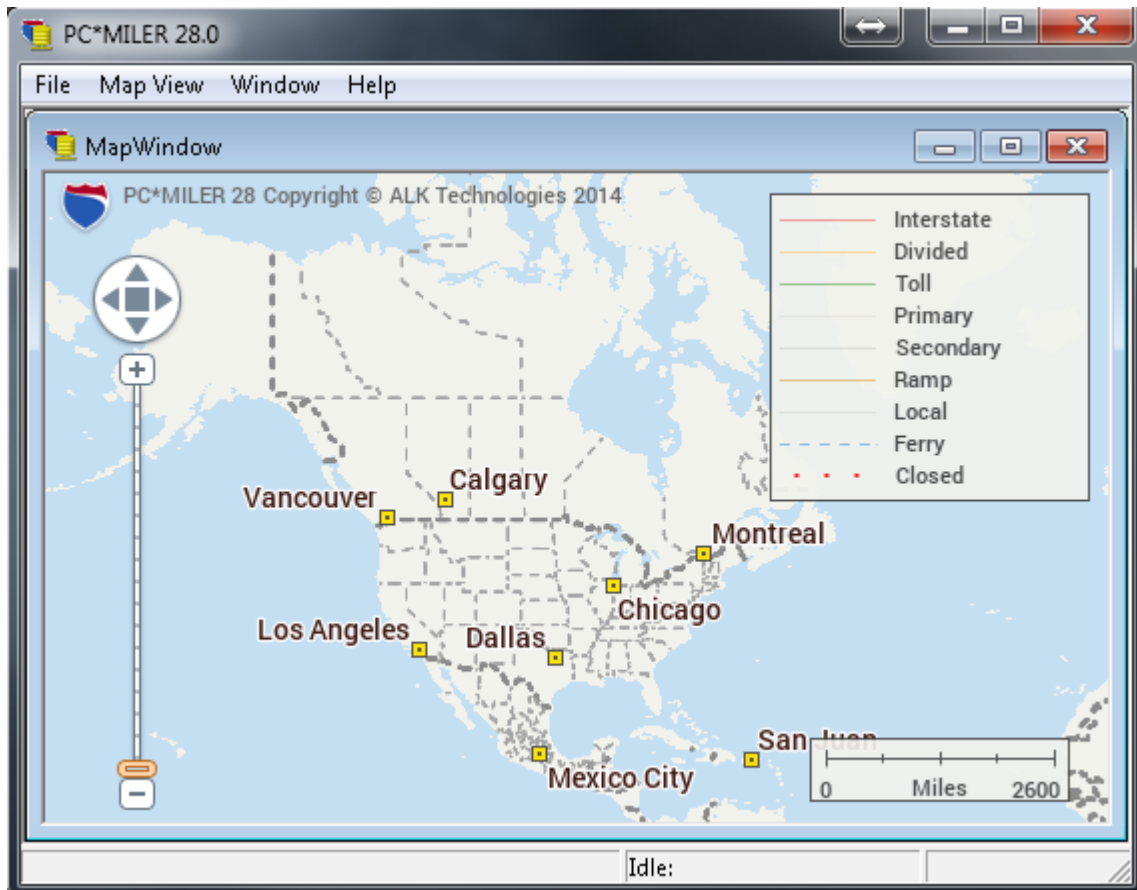 PC*MILER 28.0
File Map View Window Help
MapWindow
PC*MILER 28 Copyright © ALK Technologies 2014
Interstate
Divided
Toll
Primary
Secondary
Ramp
Local
Ferry
Closed
Calgary
Vancouver
Montreal
Chicago
Los Angeles
Dallas
San Juan
Mexico City
0 Miles 2600
Idle: